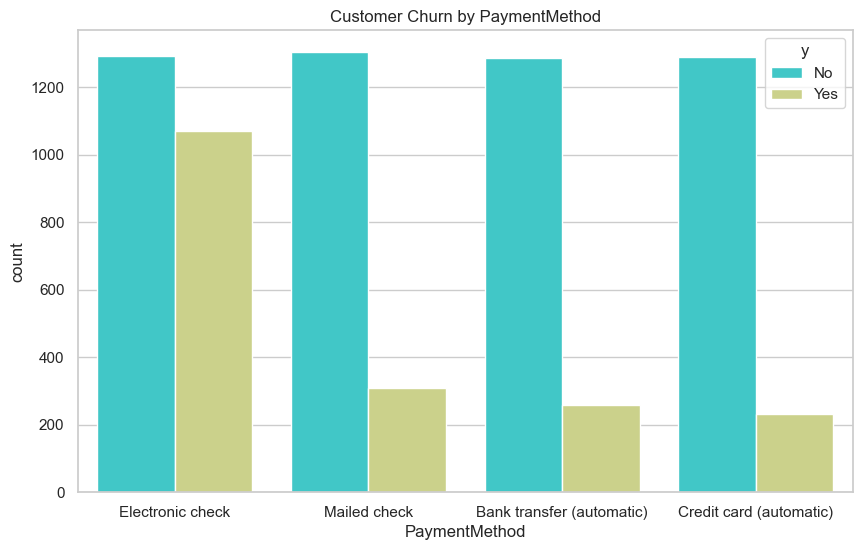 Customer Churn by PaymentMethod
y
No
Yes
1200
1000
800
600
400
200
0
count
Electronic check
Mailed check
Bank transfer (automatic)
Credit card (automatic)
PaymentMethod